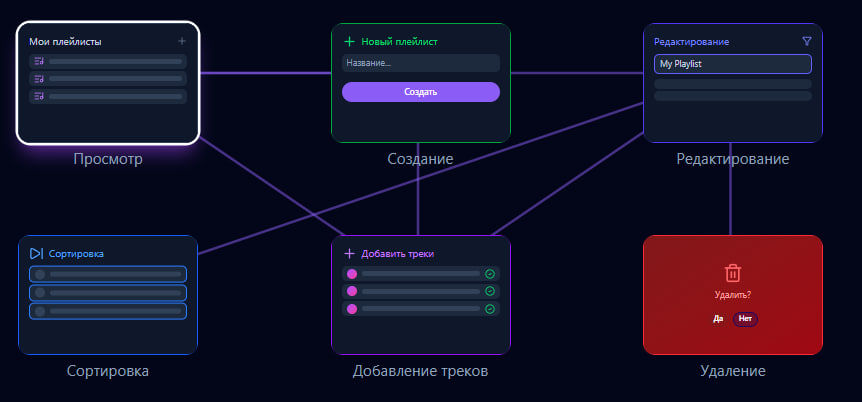 Мои плейлисты
Новый плейлист
Название...
Создать
Редактирование
My Playlist
Просмотр
Создание
Редактирование
Сортировка
Добавить треки
Удалить?
Да
Нет
Сортировка
Добавление треков
Удаление